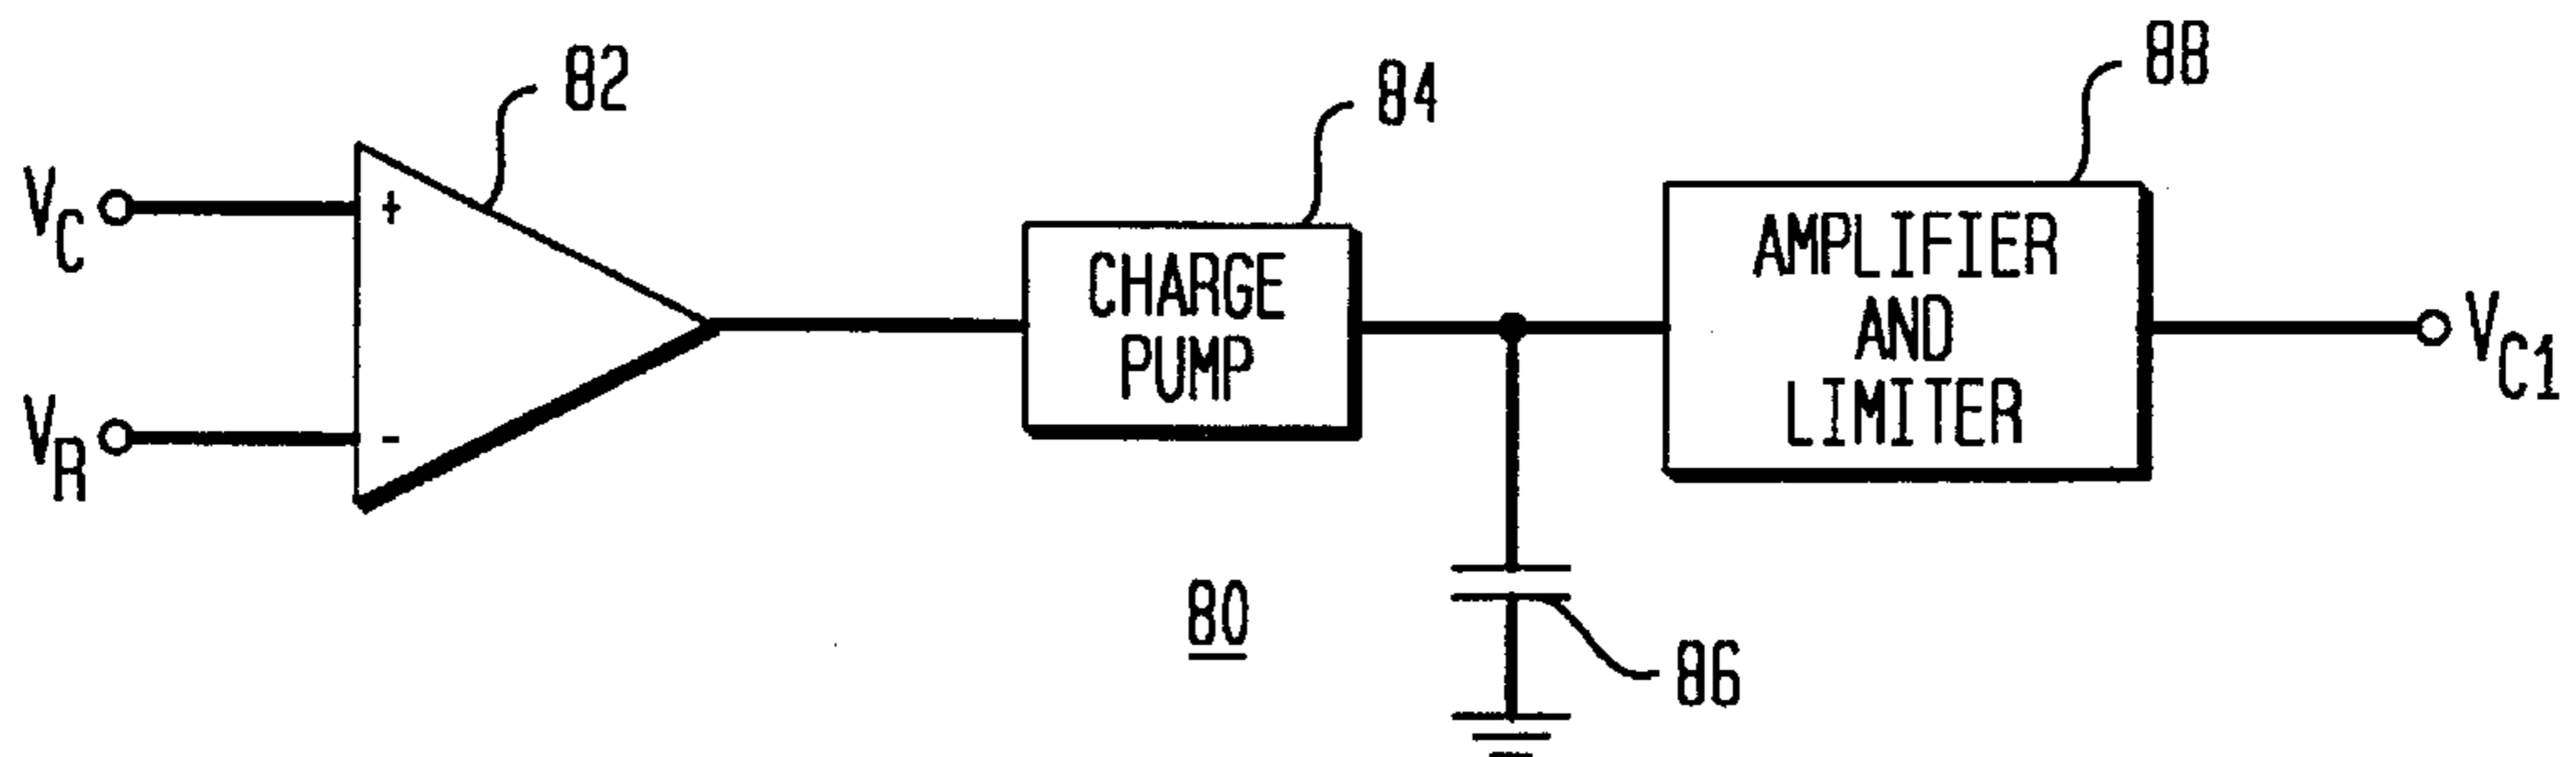 82
84
88
V_C
+
V_R
-
CHARGE
PUMP
AMPLIFIER
AND
LIMITER
V_C1
80
86